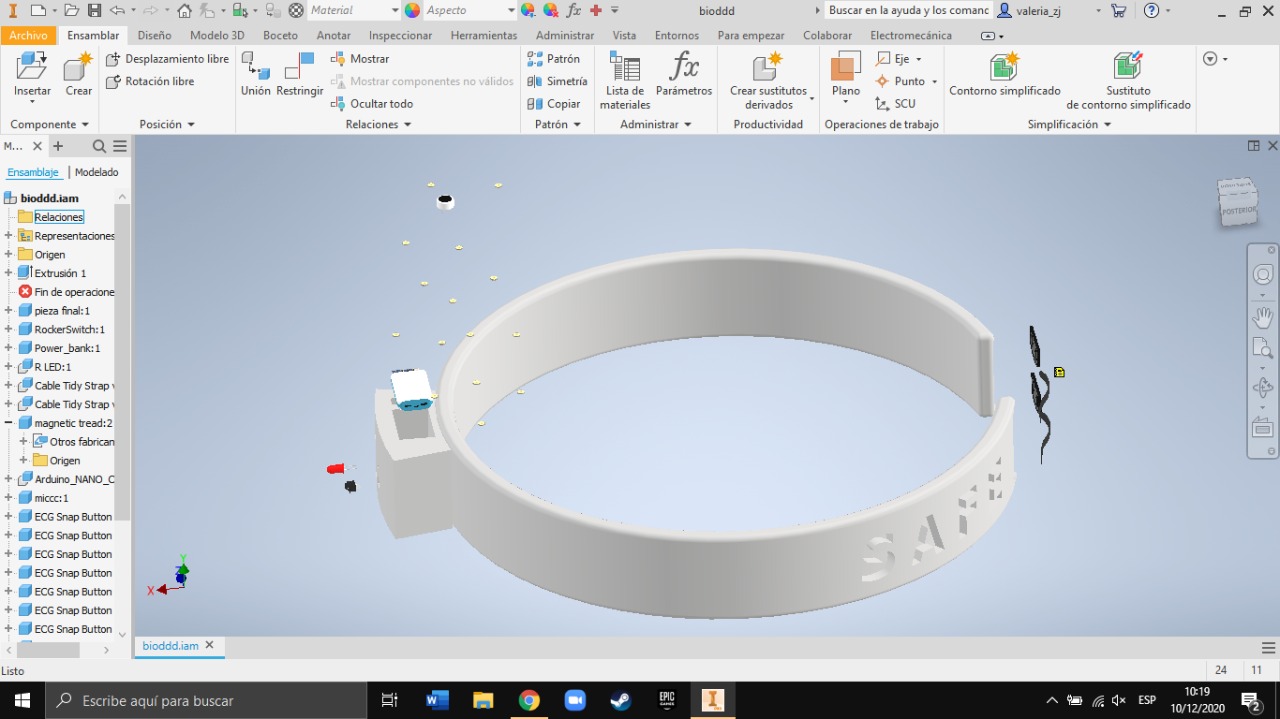 Material
Aspecto
fx
bioddd
Buscar en la ayuda y los comanc
valeria_zj
Archivo
Ensamblar
Diseño
Modelo 3D
Boceto
Anotar
Inspeccionar
Herramientas
Administrar
Vista
Entornos
Para empezar
Colaborar
Electromecánica
Insertar
Crear
Desplazamiento libre
Rotación libre
Unión
Restringir
Mostrar
Mostrar componentes no válidos
Ocultar todo
Patrón
Simetría
Copiar
Lista de
materiales
fx
Parámetros
Crear sustitutos
derivados
Plano
Eje
Punto
SCU
Contorno simplificado
Sustituto
de contorno simplificado
Componente
Posición
Relaciones
Patrón
Administrar
Productividad
Operaciones de trabajo
Simplificación
M...
Ensamblaje
Modelado
bioddd.iam
Relaciones
Representaciones
Origen
Extrusión 1
Fin de operacione
pieza final:1
RockerSwitch:1
Power_bank:1
R LED:1
Cable Tidy Strap v
Cable Tidy Strap v
magnetic tread:2
Otros fabrican
Origen
Arduino_NANO_C
miccc:1
ECG Snap Button
ECG Snap Button
ECG Snap Button
ECG Snap Button
ECG Snap Button
ECG Snap Button
ECG Snap Button
POSTERIOR
SAFE
Y
Z
X
bioddd.iam
Listo
24
11
Escribe aquí para buscar
EPIC
GAMES
ESP
10:19
10/12/2020
2